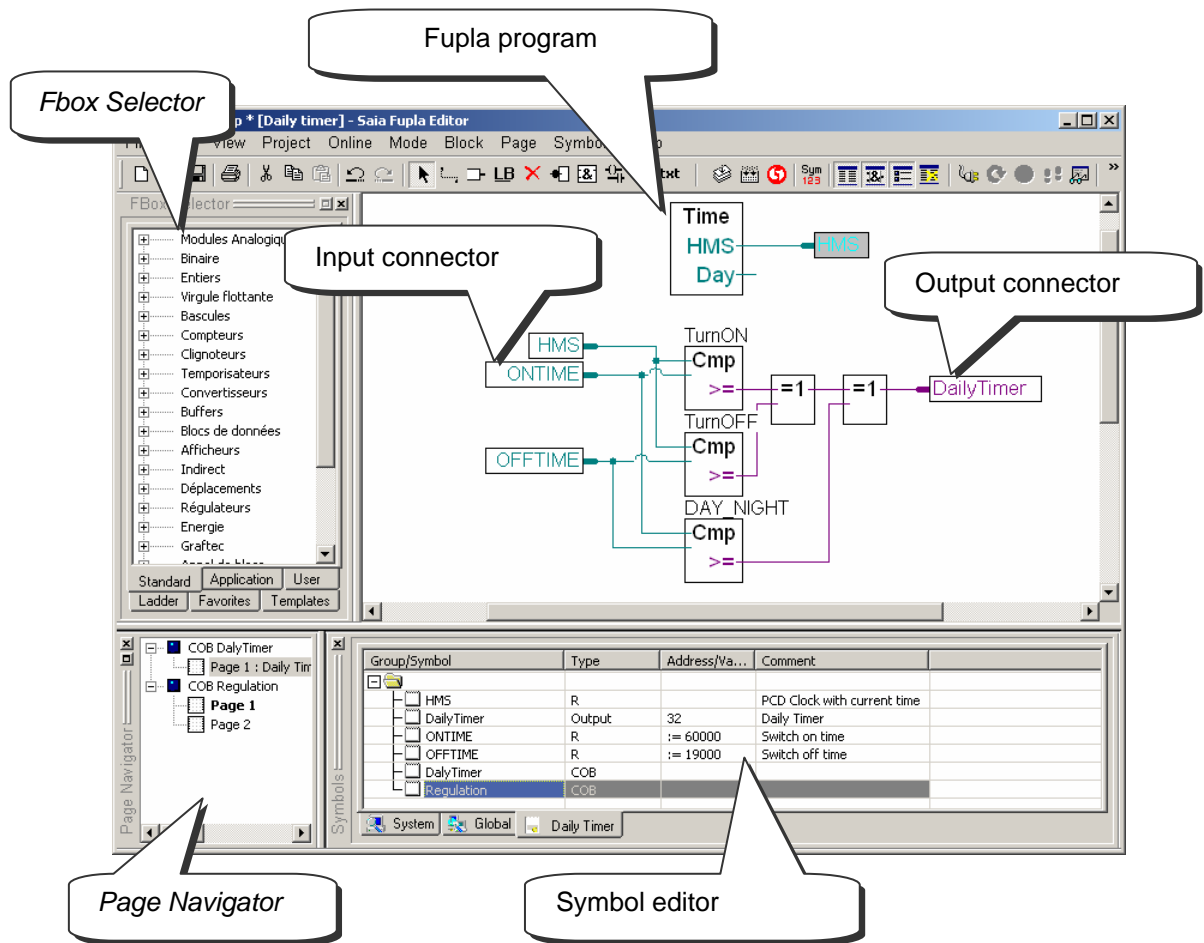 Fupla program
Fbox Selector
p * [Daily timer] - Saia Fupla Editor
View Project Online Mode Block Page Symbo
LB & txt Sym 123 & »
FBox Selector
Modules Analogiqu
Binaire
Entiers
Virgule flottante
Bascules
Compteurs
Clignoteurs
Temporisateurs
Convertisseurs
Buffers
Blocs de données
Afficheurs
Indirect
Déplacements
Régulateurs
Energie
Graftec
Appel de blocs
Standard Application User
Ladder Favorites Templates
Input connector
Output connector
Time
HMS HMS
Day
HMS
ONTIME
OFFTIME
TurnON
Cmp
>= =1 =1 DailyTimer
TurnOFF
Cmp
>=
DAY_NIGHT
Cmp
>=
COB DalyTimer
Page 1 : Daily Tim
COB Regulation
Page 1
Page 2
Page Navigator
Symbols
Group/Symbol Type Address/Va... Comment
HMS R PCD Clock with current time
DailyTimer Output 32 Daily Timer
ONTIME R := 60000 Switch on time
OFFTIME R := 19000 Switch off time
DalyTimer COB
Regulation COB
System Global Daily Timer
Page Navigator
Symbol editor